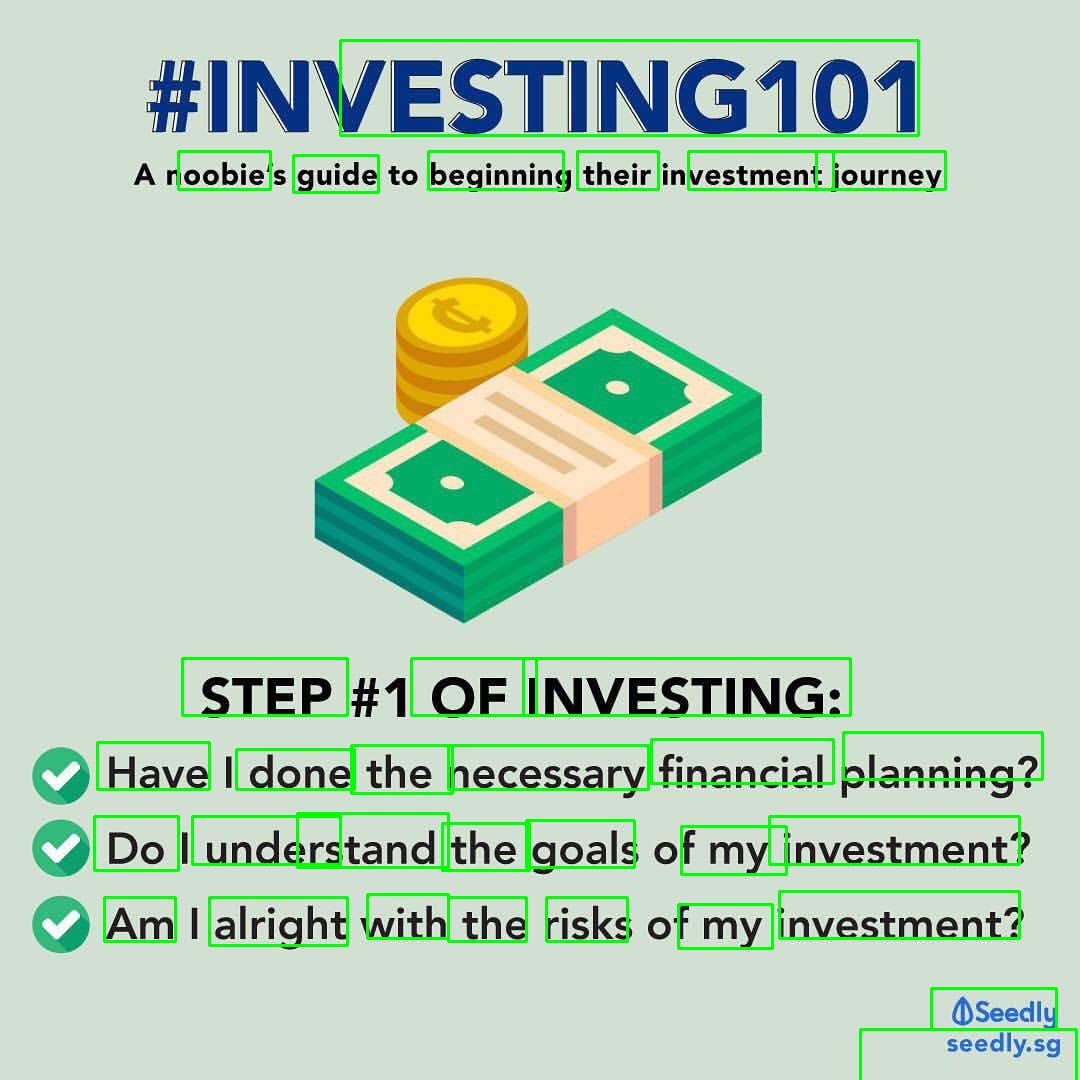 #INVESTING101
A noobie's guide to beginning their investment journey
STEP #1 OF INVESTING:
Have I done the necessary financial planning?
Do I understand the goals of my investment?
Am I alright with the risks of my investment?
Seedly
seedly.sg